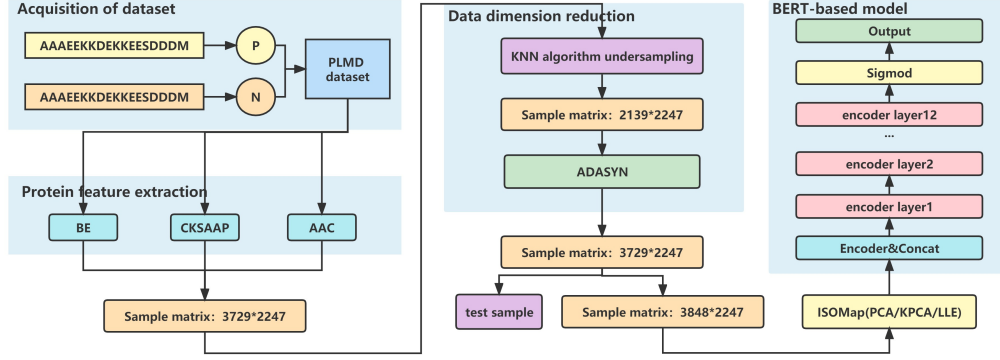 Acquisition of dataset
AAAEEKKDEKKEESDDDM
P
AAAEEKKDEKKEESDDDM
N
PLMD
dataset
Protein feature extraction
BE
CKSAAP
AAC
Sample matrix: 3729*2247
Data dimension reduction
KNN algorithm undersampling
Sample matrix: 2139*2247
ADASYN
Sample matrix: 3729*2247
test sample
Sample matrix: 3848*2247
BERT-based model
Output
Sigmod
encoder layer12
...
encoder layer2
encoder layer1
Encoder&Concat
ISOMap(PCA/KPCA/LLE)